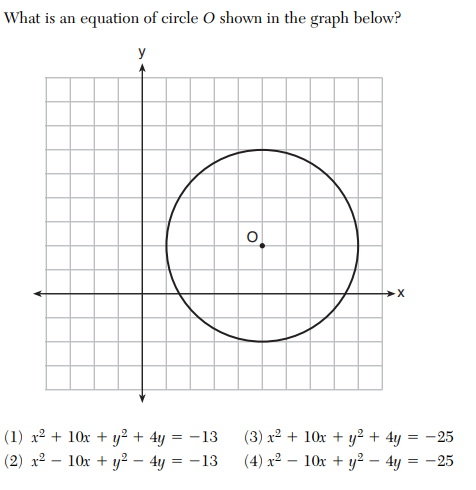 What is an equation of circle O shown in the graph below?
y
O
x
(1) x² + 10x + y² + 4y = −13 (3) x² + 10x + y² + 4y = −25
(2) x² − 10x + y² − 4y = −13 (4) x² − 10x + y² − 4y = −25